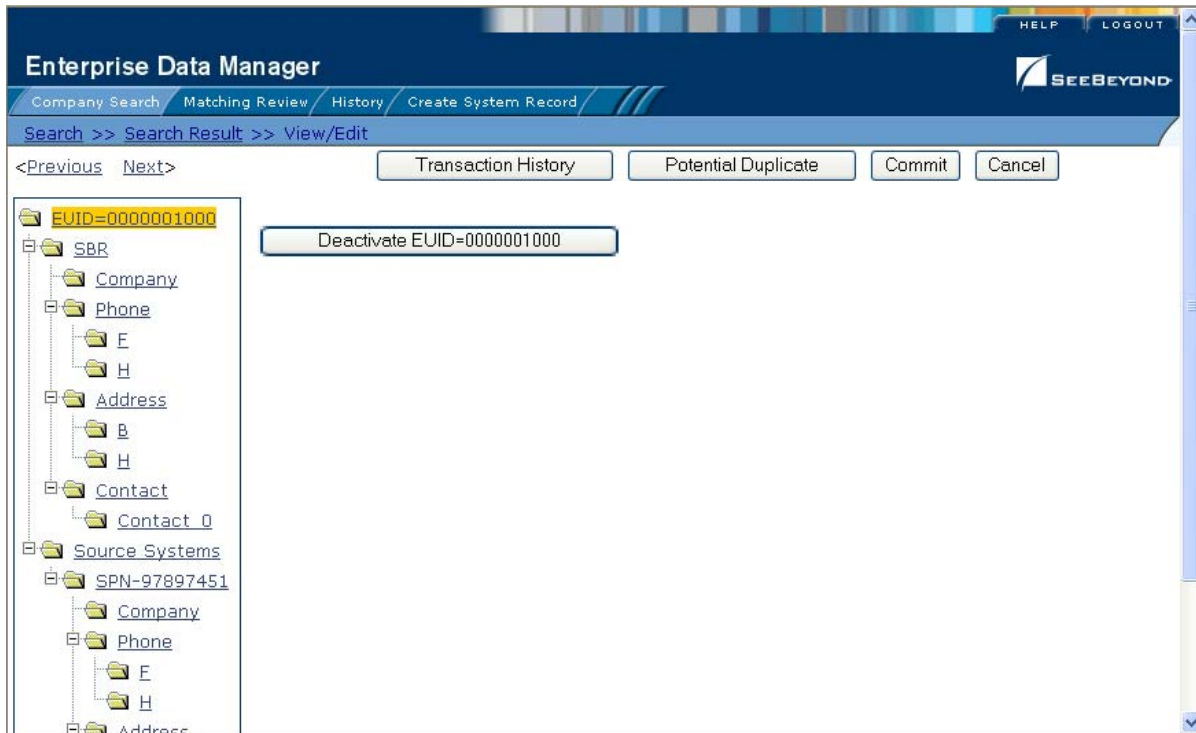 HELP LOGOUT
Enterprise Data Manager
SEEBEYOND
Company Search Matching Review History Create System Record
Search >> Search Result >> View/Edit
<Previous Next> Transaction History Potential Duplicate Commit Cancel
EUID=0000001000
Deactivate EUID=0000001000
SBR
Company
Phone
F
H
Address
B
H
Contact
Contact_0
Source Systems
SPN-97897451
Company
Phone
F
H
Address